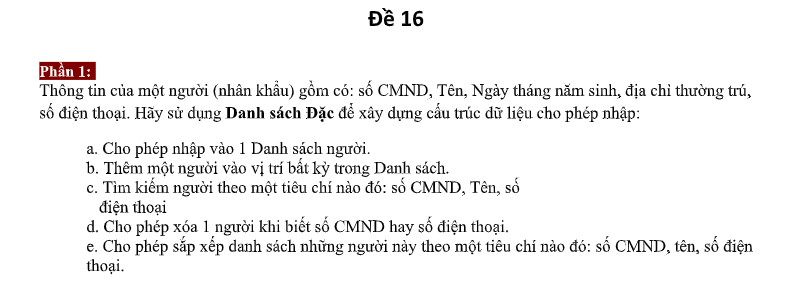 Đề 16
Phần 1:
Thông tin của một người (nhân khẩu) gồm có: số CMND, Tên, Ngày tháng năm sinh, địa chỉ thường trú,
số điện thoại. Hãy sử dụng Danh sách Đặc để xây dựng cấu trúc dữ liệu cho phép nhập:
a. Cho phép nhập vào 1 Danh sách người.
b. Thêm một người vào vị trí bất kỳ trong Danh sách.
c. Tìm kiếm người theo một tiêu chí nào đó: số CMND, Tên, số
điện thoại
d. Cho phép xóa 1 người khi biết số CMND hay số điện thoại.
e. Cho phép sắp xếp danh sách những người này theo một tiêu chí nào đó: số CMND, tên, số điện
thoại.